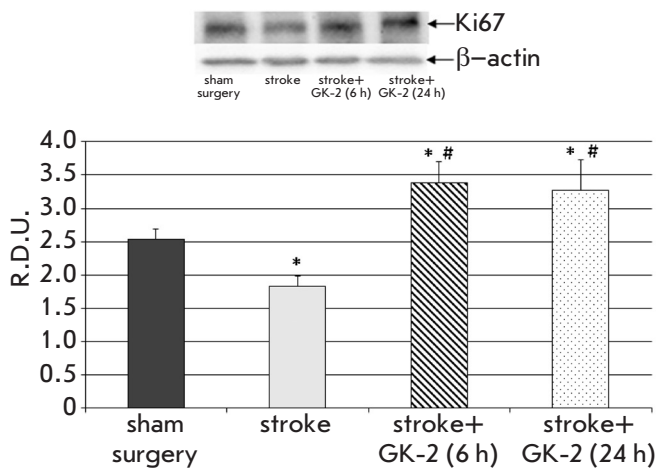 Ki67
β–actin
sham surgery
stroke
stroke+ GK-2 (6 h)
stroke+ GK-2 (24 h)
R.D.U.
4.0
3.5
3.0
2.5
2.0
1.5
1.0
0.5
0
*
* #
* #
sham surgery
stroke
stroke+ GK-2 (6 h)
stroke+ GK-2 (24 h)